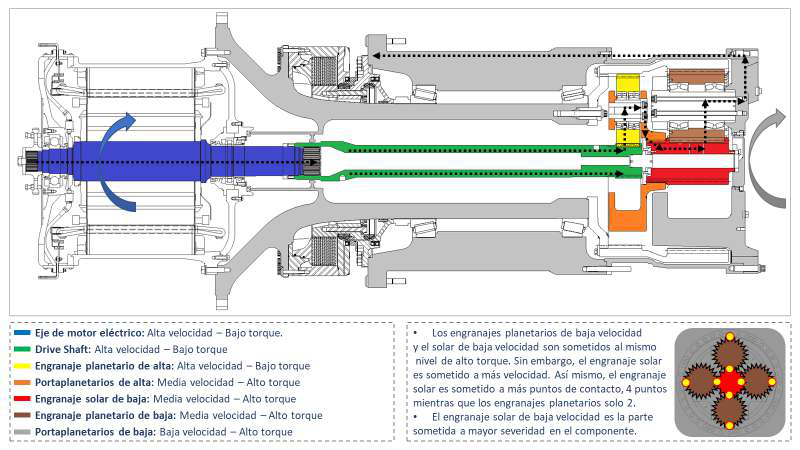 Eje de motor eléctrico: Alta velocidad – Bajo torque.
Drive Shaft: Alta velocidad – Bajo torque
Engranaje planetario de alta: Alta velocidad – Bajo torque
Portaplanetarios de alta: Media velocidad – Alto torque
Engranaje solar de baja: Media velocidad – Alto torque
Engranaje planetario de baja: Media velocidad – Alto torque
Portaplanetarios de baja: Baja velocidad – Alto torque
• Los engranajes planetarios de baja velocidad
y el solar de baja velocidad son sometidos al mismo
nivel de alto torque. Sin embargo, el engranaje solar
es sometido a más velocidad. Así mismo, el engranaje
solar es sometido a más puntos de contacto, 4 puntos
mientras que los engranajes planetarios solo 2.
• El engranaje solar de baja velocidad es la parte
sometida a mayor severidad en el componente.